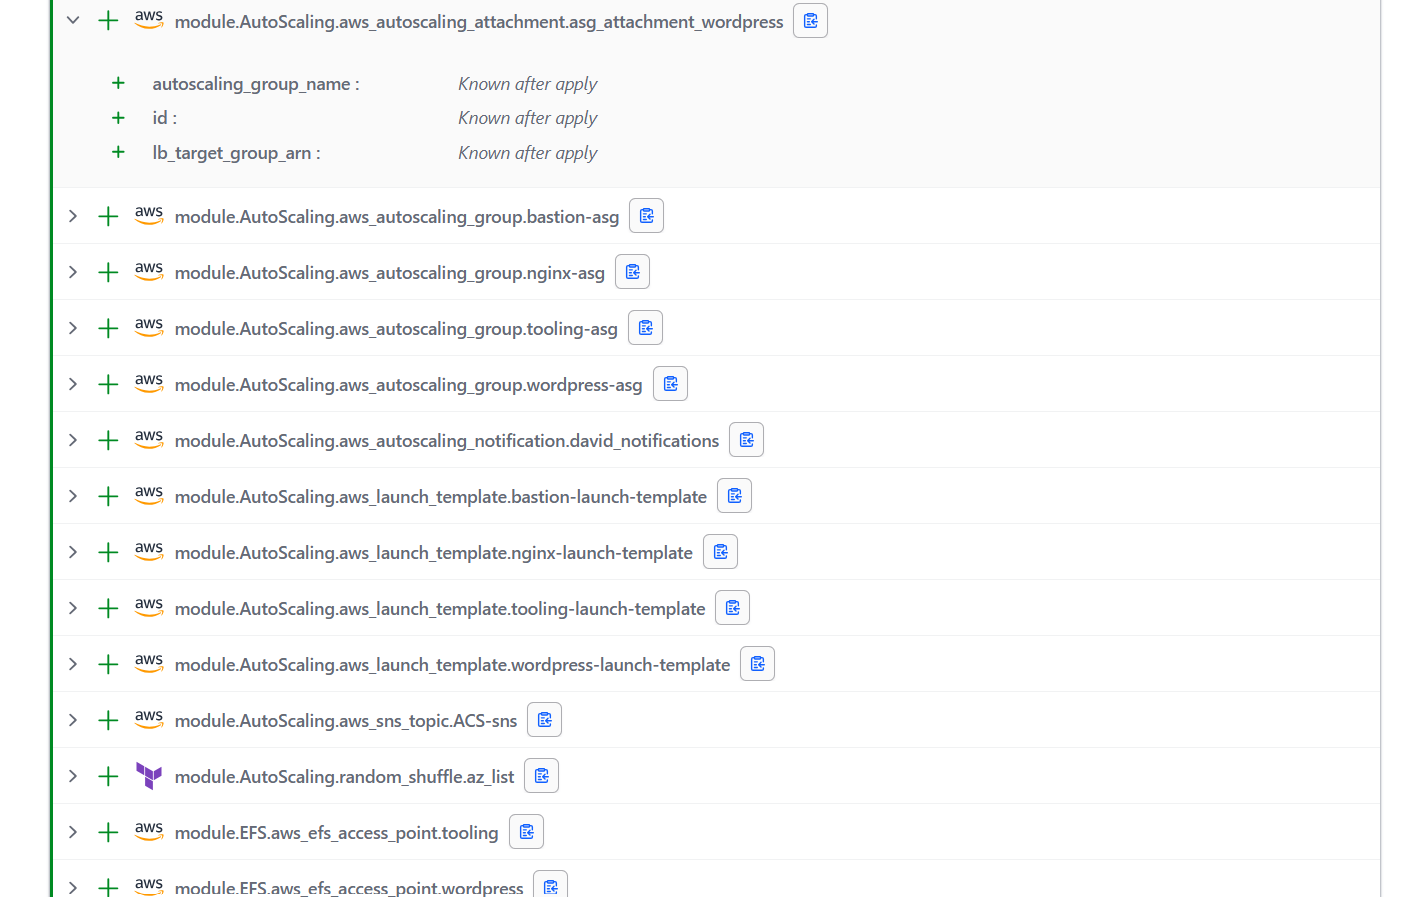 aws module.AutoScaling.aws_autoscaling_attachment.asg_attachment_wordpress
autoscaling_group_name : Known after apply
id : Known after apply
lb_target_group_arn : Known after apply
aws module.AutoScaling.aws_autoscaling_group.bastion-asg
aws module.AutoScaling.aws_autoscaling_group.nginx-asg
aws module.AutoScaling.aws_autoscaling_group.tooling-asg
aws module.AutoScaling.aws_autoscaling_group.wordpress-asg
aws module.AutoScaling.aws_autoscaling_notification.david_notifications
aws module.AutoScaling.aws_launch_template.bastion-launch-template
aws module.AutoScaling.aws_launch_template.nginx-launch-template
aws module.AutoScaling.aws_launch_template.tooling-launch-template
aws module.AutoScaling.aws_launch_template.wordpress-launch-template
aws module.AutoScaling.aws_sns_topic.ACS-sns
module.AutoScaling.random_shuffle.az_list
aws module.EFS.aws_efs_access_point.tooling
aws module.EFS.aws_efs_access_point.wordpress